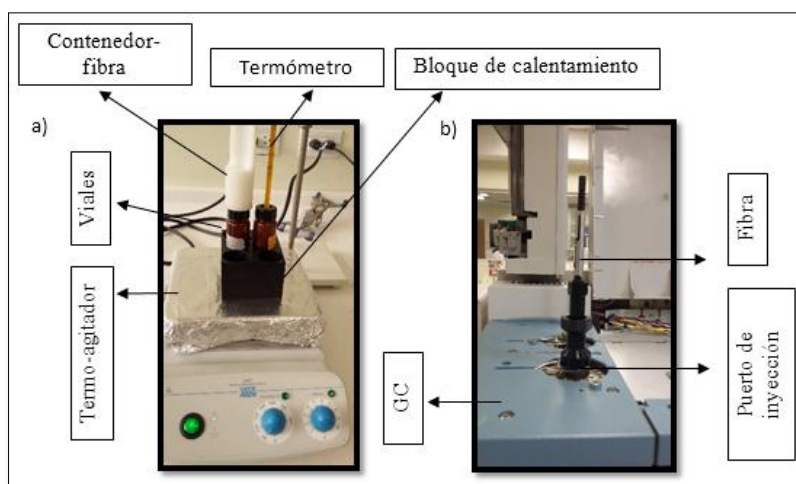 Contenedor-
fibra
Termómetro
Bloque de calentamiento
a)
b)
Viales
Termo-agitador
Fibra
GC
Puerto de
inyección